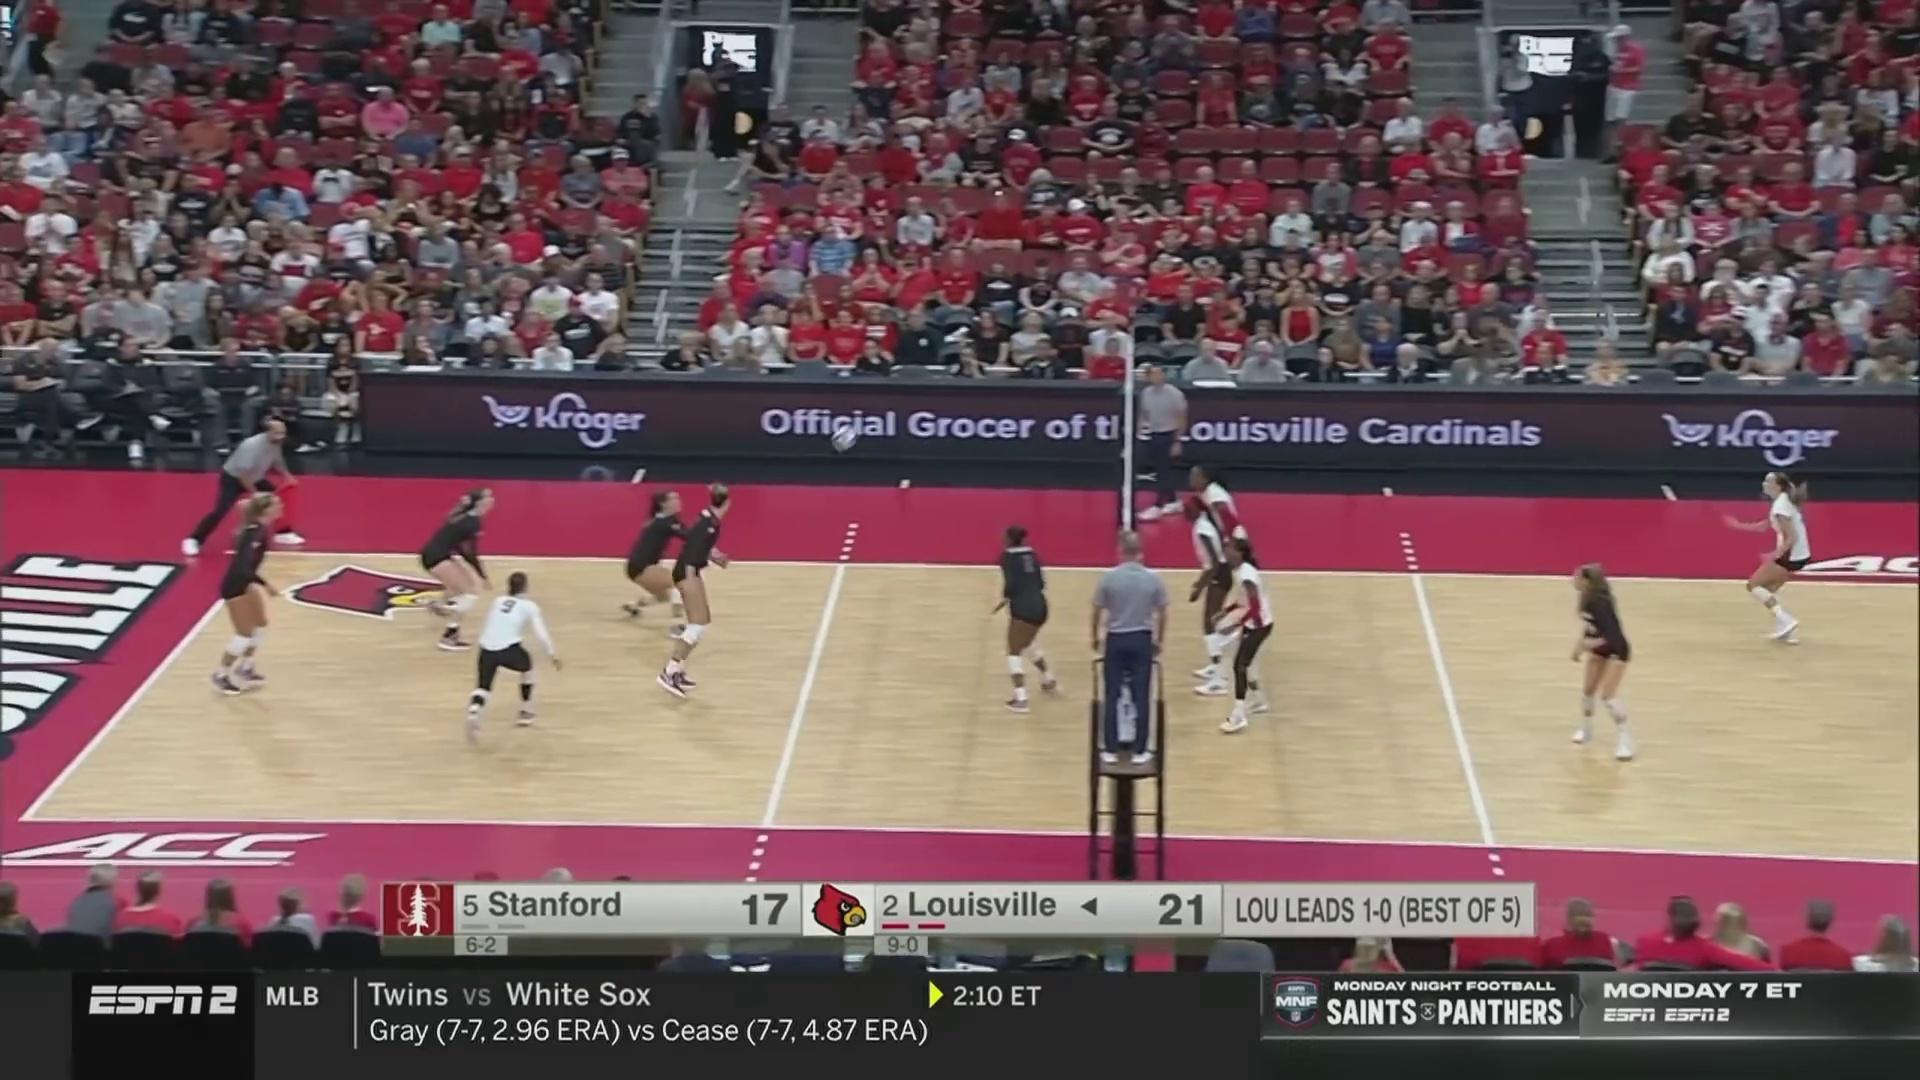 Kroger
Official Grocer of the Louisville Cardinals
Kroger
ACC
9
ACC
5 Stanford 17
2 Louisville 21
LOU LEADS 1-0 (BEST OF 5)
6-2
9-0
ESPN2
MLB
Twins vs White Sox
2:10 ET
Gray (7-7, 2.96 ERA) vs Cease (7-7, 4.87 ERA)
ESPN
MNF
MONDAY NIGHT FOOTBALL
SAINTS X PANTHERS
MONDAY 7 ET
ESPN ESPN2